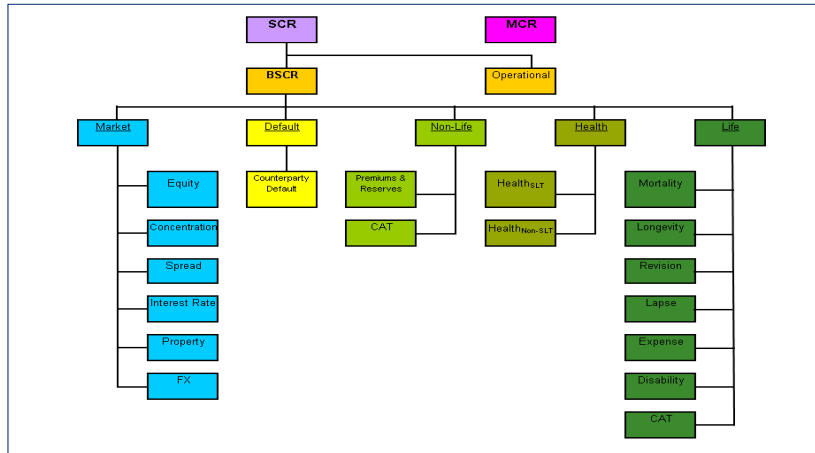 SCR
MCR
BSCR
Operational
Market
Default
Non-Life
Health
Life
Equity
Concentration
Spread
Interest Rate
Property
FX
Counterparty
Default
Premiums &
Reserves
CAT
HealthSLT
HealthNon-SLT
Mortality
Longevity
Revision
Lapse
Expense
Disability
CAT